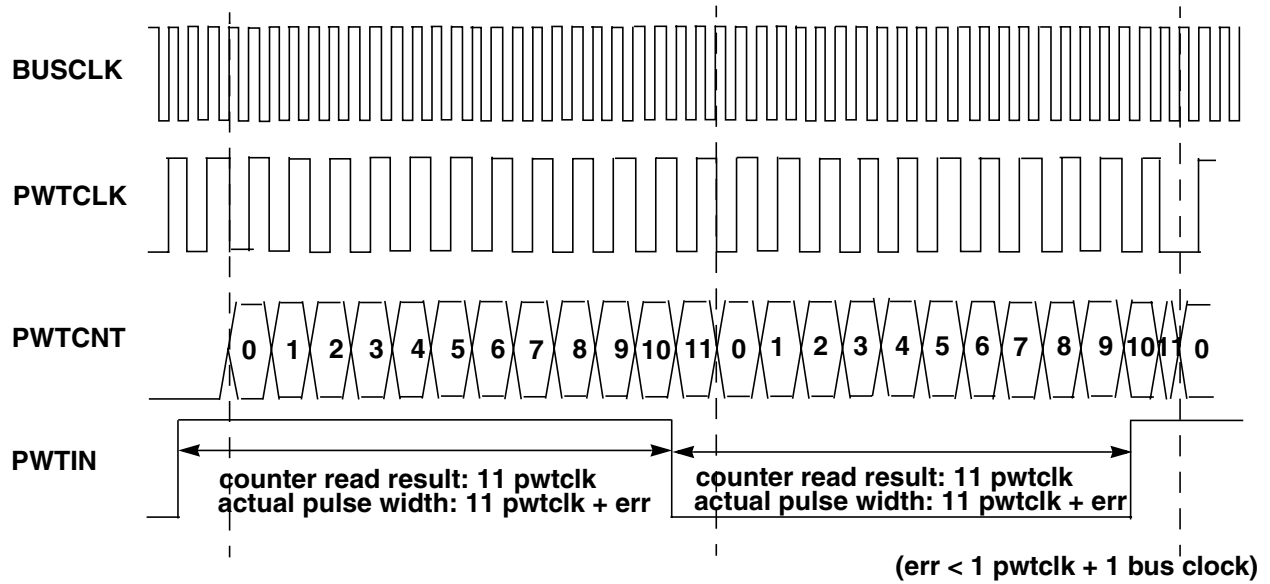 BUSCLK
PWTCLK
PWTCNT
0 1 2 3 4 5 6 7 8 9 10 11 0 1 2 3 4 5 6 7 8 9 10 11 0
PWTIN
counter read result: 11 pwtclk
actual pulse width: 11 pwtclk + err
counter read result: 11 pwtclk
actual pulse width: 11 pwtclk + err
(err < 1 pwtclk + 1 bus clock)